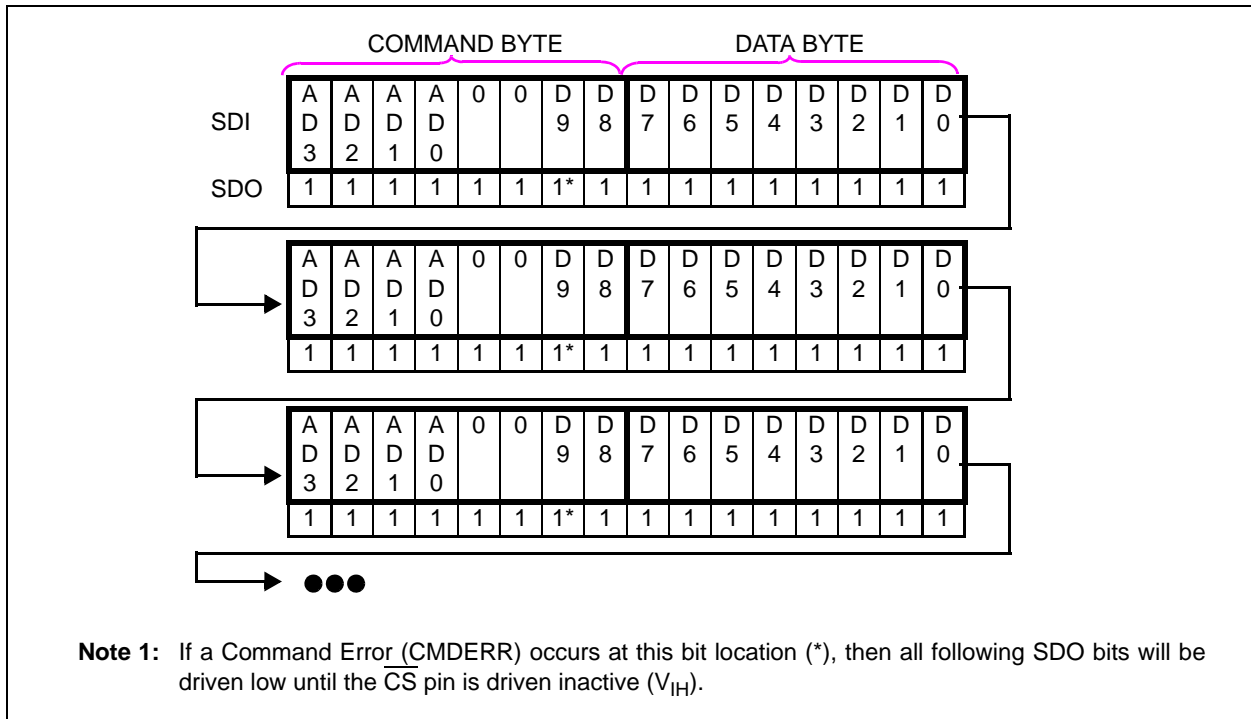 COMMAND BYTE DATA BYTE
SDI
A A A A 0 0 D D D D D D D D D D
D D D D 9 8 7 6 5 4 3 2 1 0
3 2 1 0
SDO 1 1 1 1 1 1 1* 1 1 1 1 1 1 1 1 1
A A A A 0 0 D D D D D D D D D D
D D D D 9 8 7 6 5 4 3 2 1 0
3 2 1 0
1 1 1 1 1 1 1* 1 1 1 1 1 1 1 1 1
A A A A 0 0 D D D D D D D D D D
D D D D 9 8 7 6 5 4 3 2 1 0
3 2 1 0
1 1 1 1 1 1 1* 1 1 1 1 1 1 1 1 1
Note 1: If a Command Error (CMDERR) occurs at this bit location (*), then all following SDO bits will be
driven low until the CS pin is driven inactive (VIH).